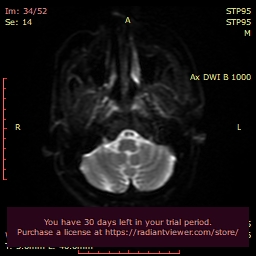 Im: 34/52
Se: 14
STP95
STP95
M
A
Ax DWI B 1000
R
L
You have 30 days left in your trial period.
Purchase a license at https://radiantviewer.com/store/